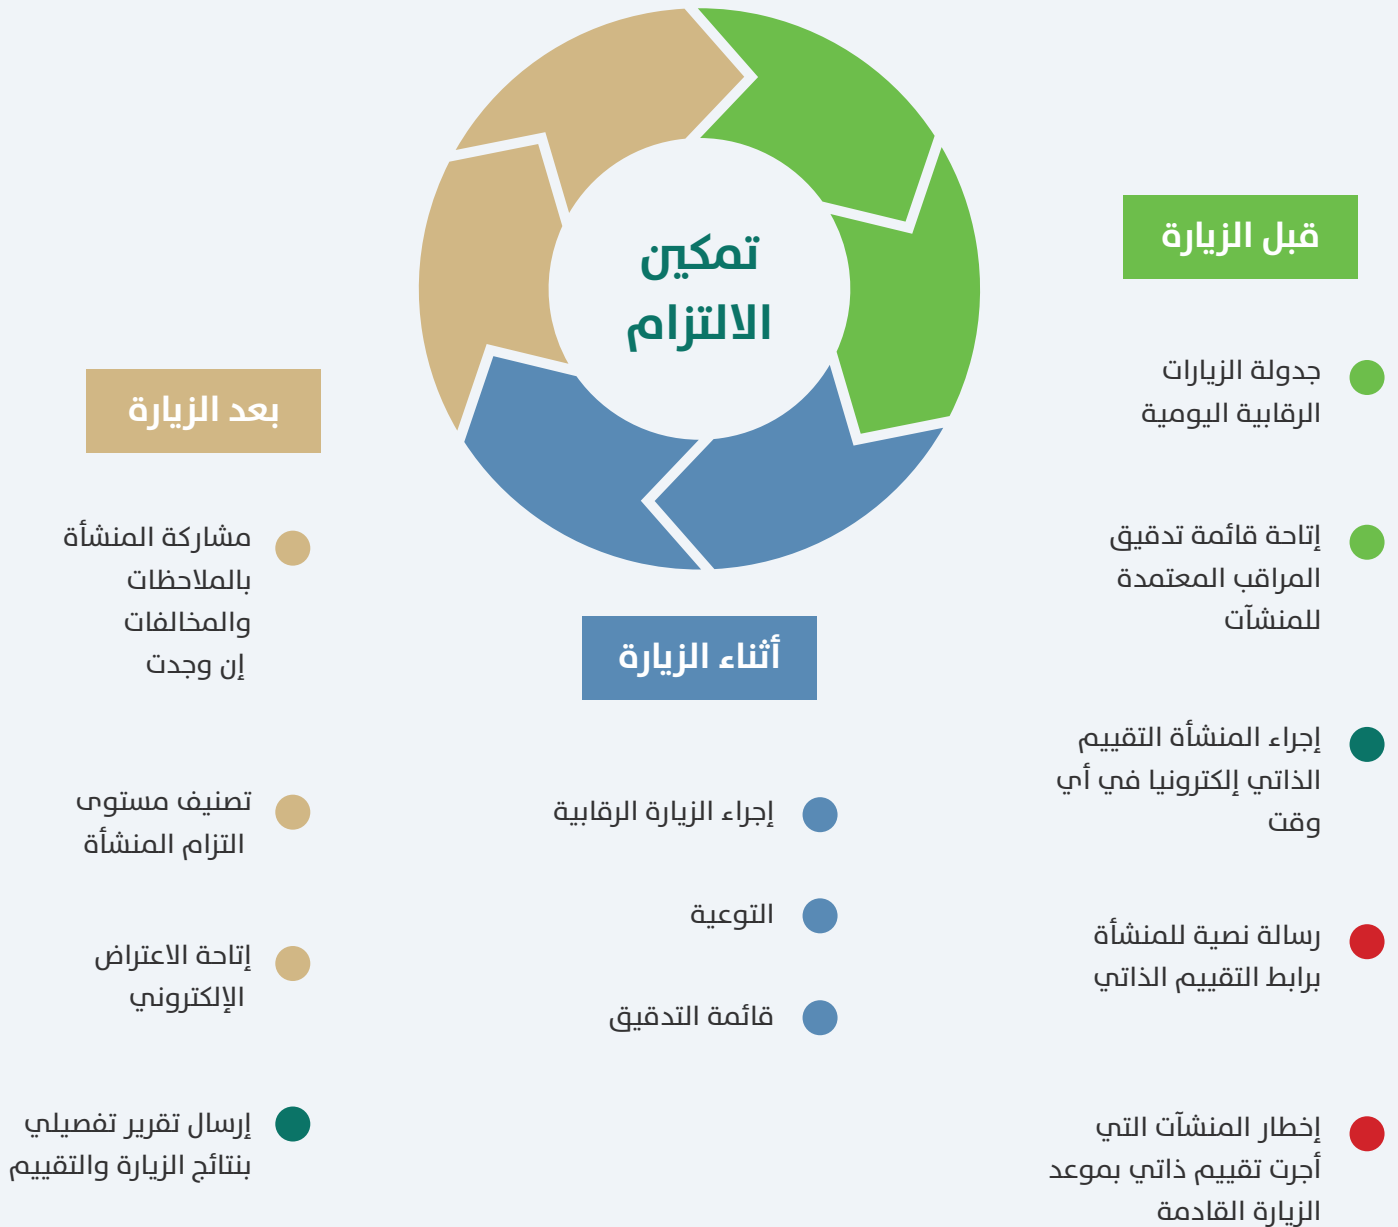 تمكين
الالتزام
قبل الزيارة
جدولة الزيارات
الرقابية اليومية
إتاحة قائمة تدقيق
المراقب المعتمدة
للمنشآت
إجراء المنشأة التقييم
الذاتي إلكترونيا في أي
وقت
رسالة نصية للمنشأة
برابط التقييم الذاتي
إخطار المنشآت التي
أجرت تقييم ذاتي بموعد
الزيارة القادمة
أثناء الزيارة
إجراء الزيارة الرقابية
التوعية
قائمة التدقيق
بعد الزيارة
مشاركة المنشأة
بالملاحظات
والمخالفات
إن وجدت
تصنيف مستوى
التزام المنشأة
إتاحة الاعتراض
الإلكتروني
إرسال تقرير تفصيلي
بنتائج الزيارة والتقييم